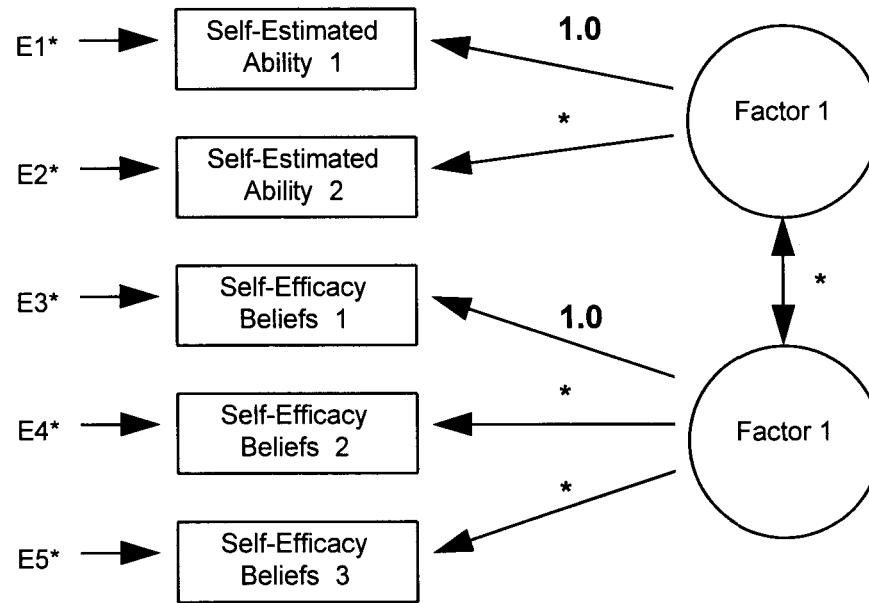 E1*
Self-Estimated
Ability 1
1.0
Factor 1
E2*
Self-Estimated
Ability 2
*
*
E3*
Self-Efficacy
Beliefs 1
1.0
E4*
Self-Efficacy
Beliefs 2
*
Factor 1
E5*
Self-Efficacy
Beliefs 3
*